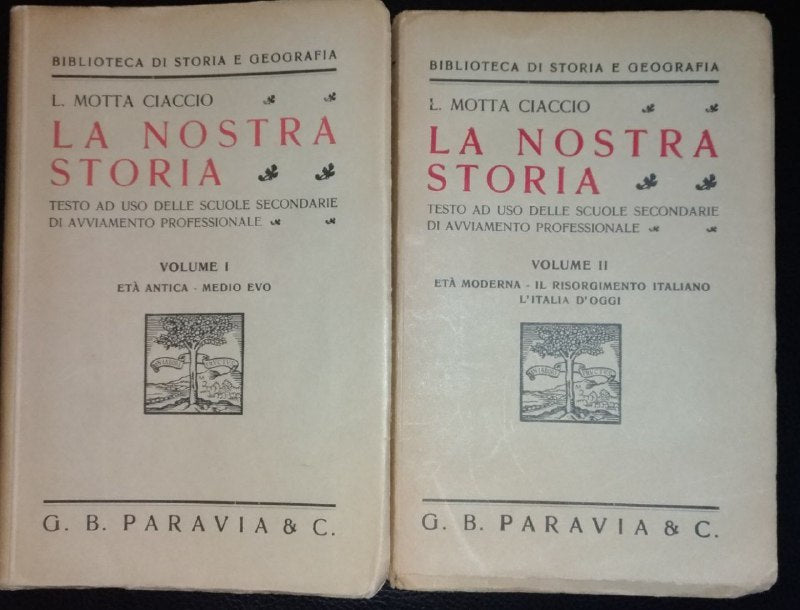 BIBLIOTECA DI STORIA E GEOGRAFIA
L. MOTTA CIACCIO
LA NOSTRA
STORIA
TESTO AD USO DELLE SCUOLE SECONDARIE
DI AVVIAMENTO PROFESSIONALE
VOLUME I
ETÀ ANTICA - MEDIO EVO
G. B. PARAVIA & C.
BIBLIOTECA DI STORIA E GEOGRAFIA
L. MOTTA CIACCIO
LA NOSTRA
STORIA
TESTO AD USO DELLE SCUOLE SECONDARIE
DI AVVIAMENTO PROFESSIONALE
VOLUME II
ETÀ MODERNA - IL RISORGIMENTO ITALIANO
L'ITALIA D'OGGI
G. B. PARAVIA & C.